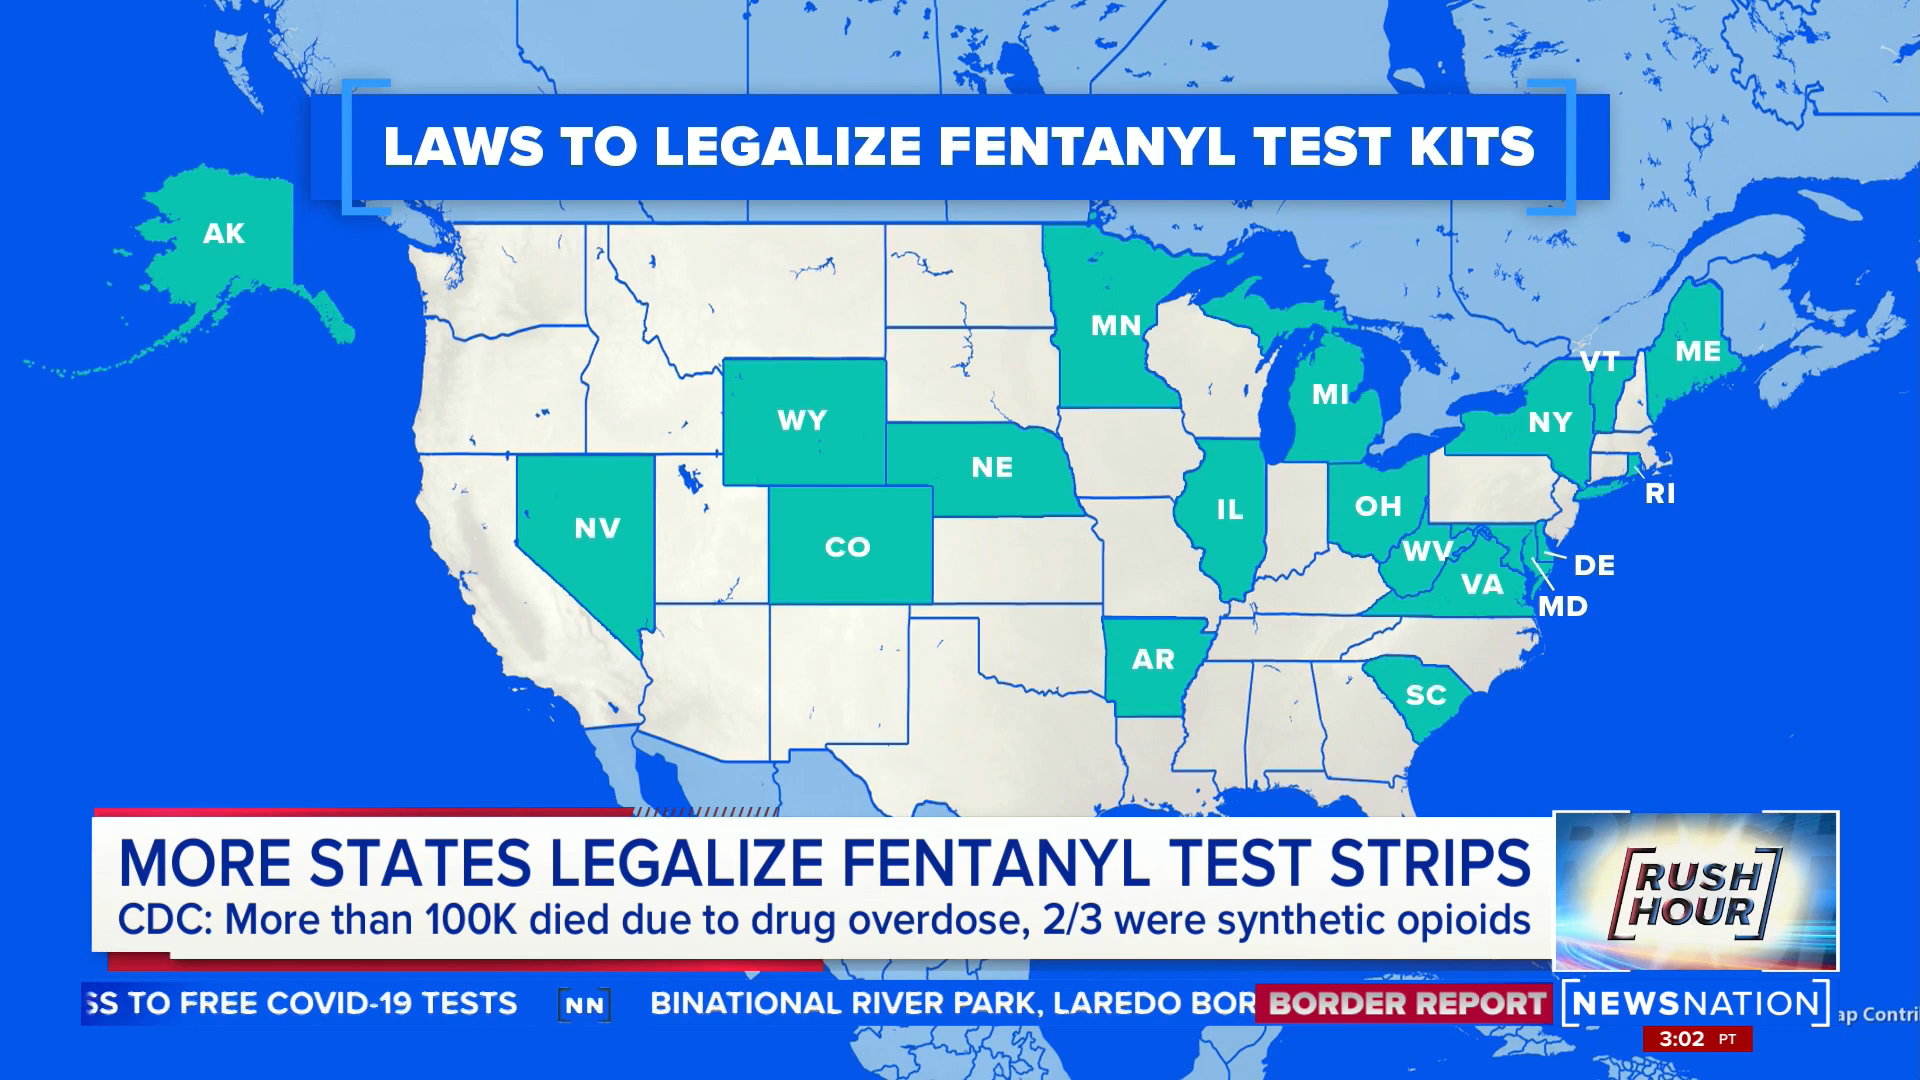 LAWS TO LEGALIZE FENTANYL TEST KITS
AK
MN
ME
VT
MI
WY
NY
NE
RI
OH
IL
NV
CO
WV
DE
VA
MD
AR
SC
MORE STATES LEGALIZE FENTANYL TEST STRIPS
CDC: More than 100K died due to drug overdose, 2/3 were synthetic opioids
RUSH
HOUR
SS TO FREE COVID-19 TESTS [NN] BINATIONAL RIVER PARK, LAREDO BOR
BORDER REPORT
[NEWSNATION]
ap Contri
3:02 PT